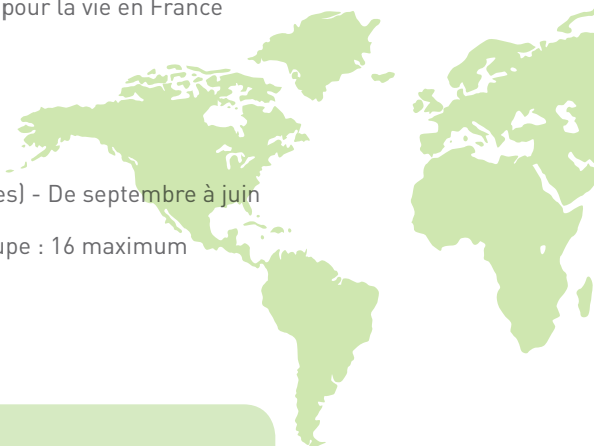 pour la vie en France
es) - De septembre à juin
upe : 16 maximum